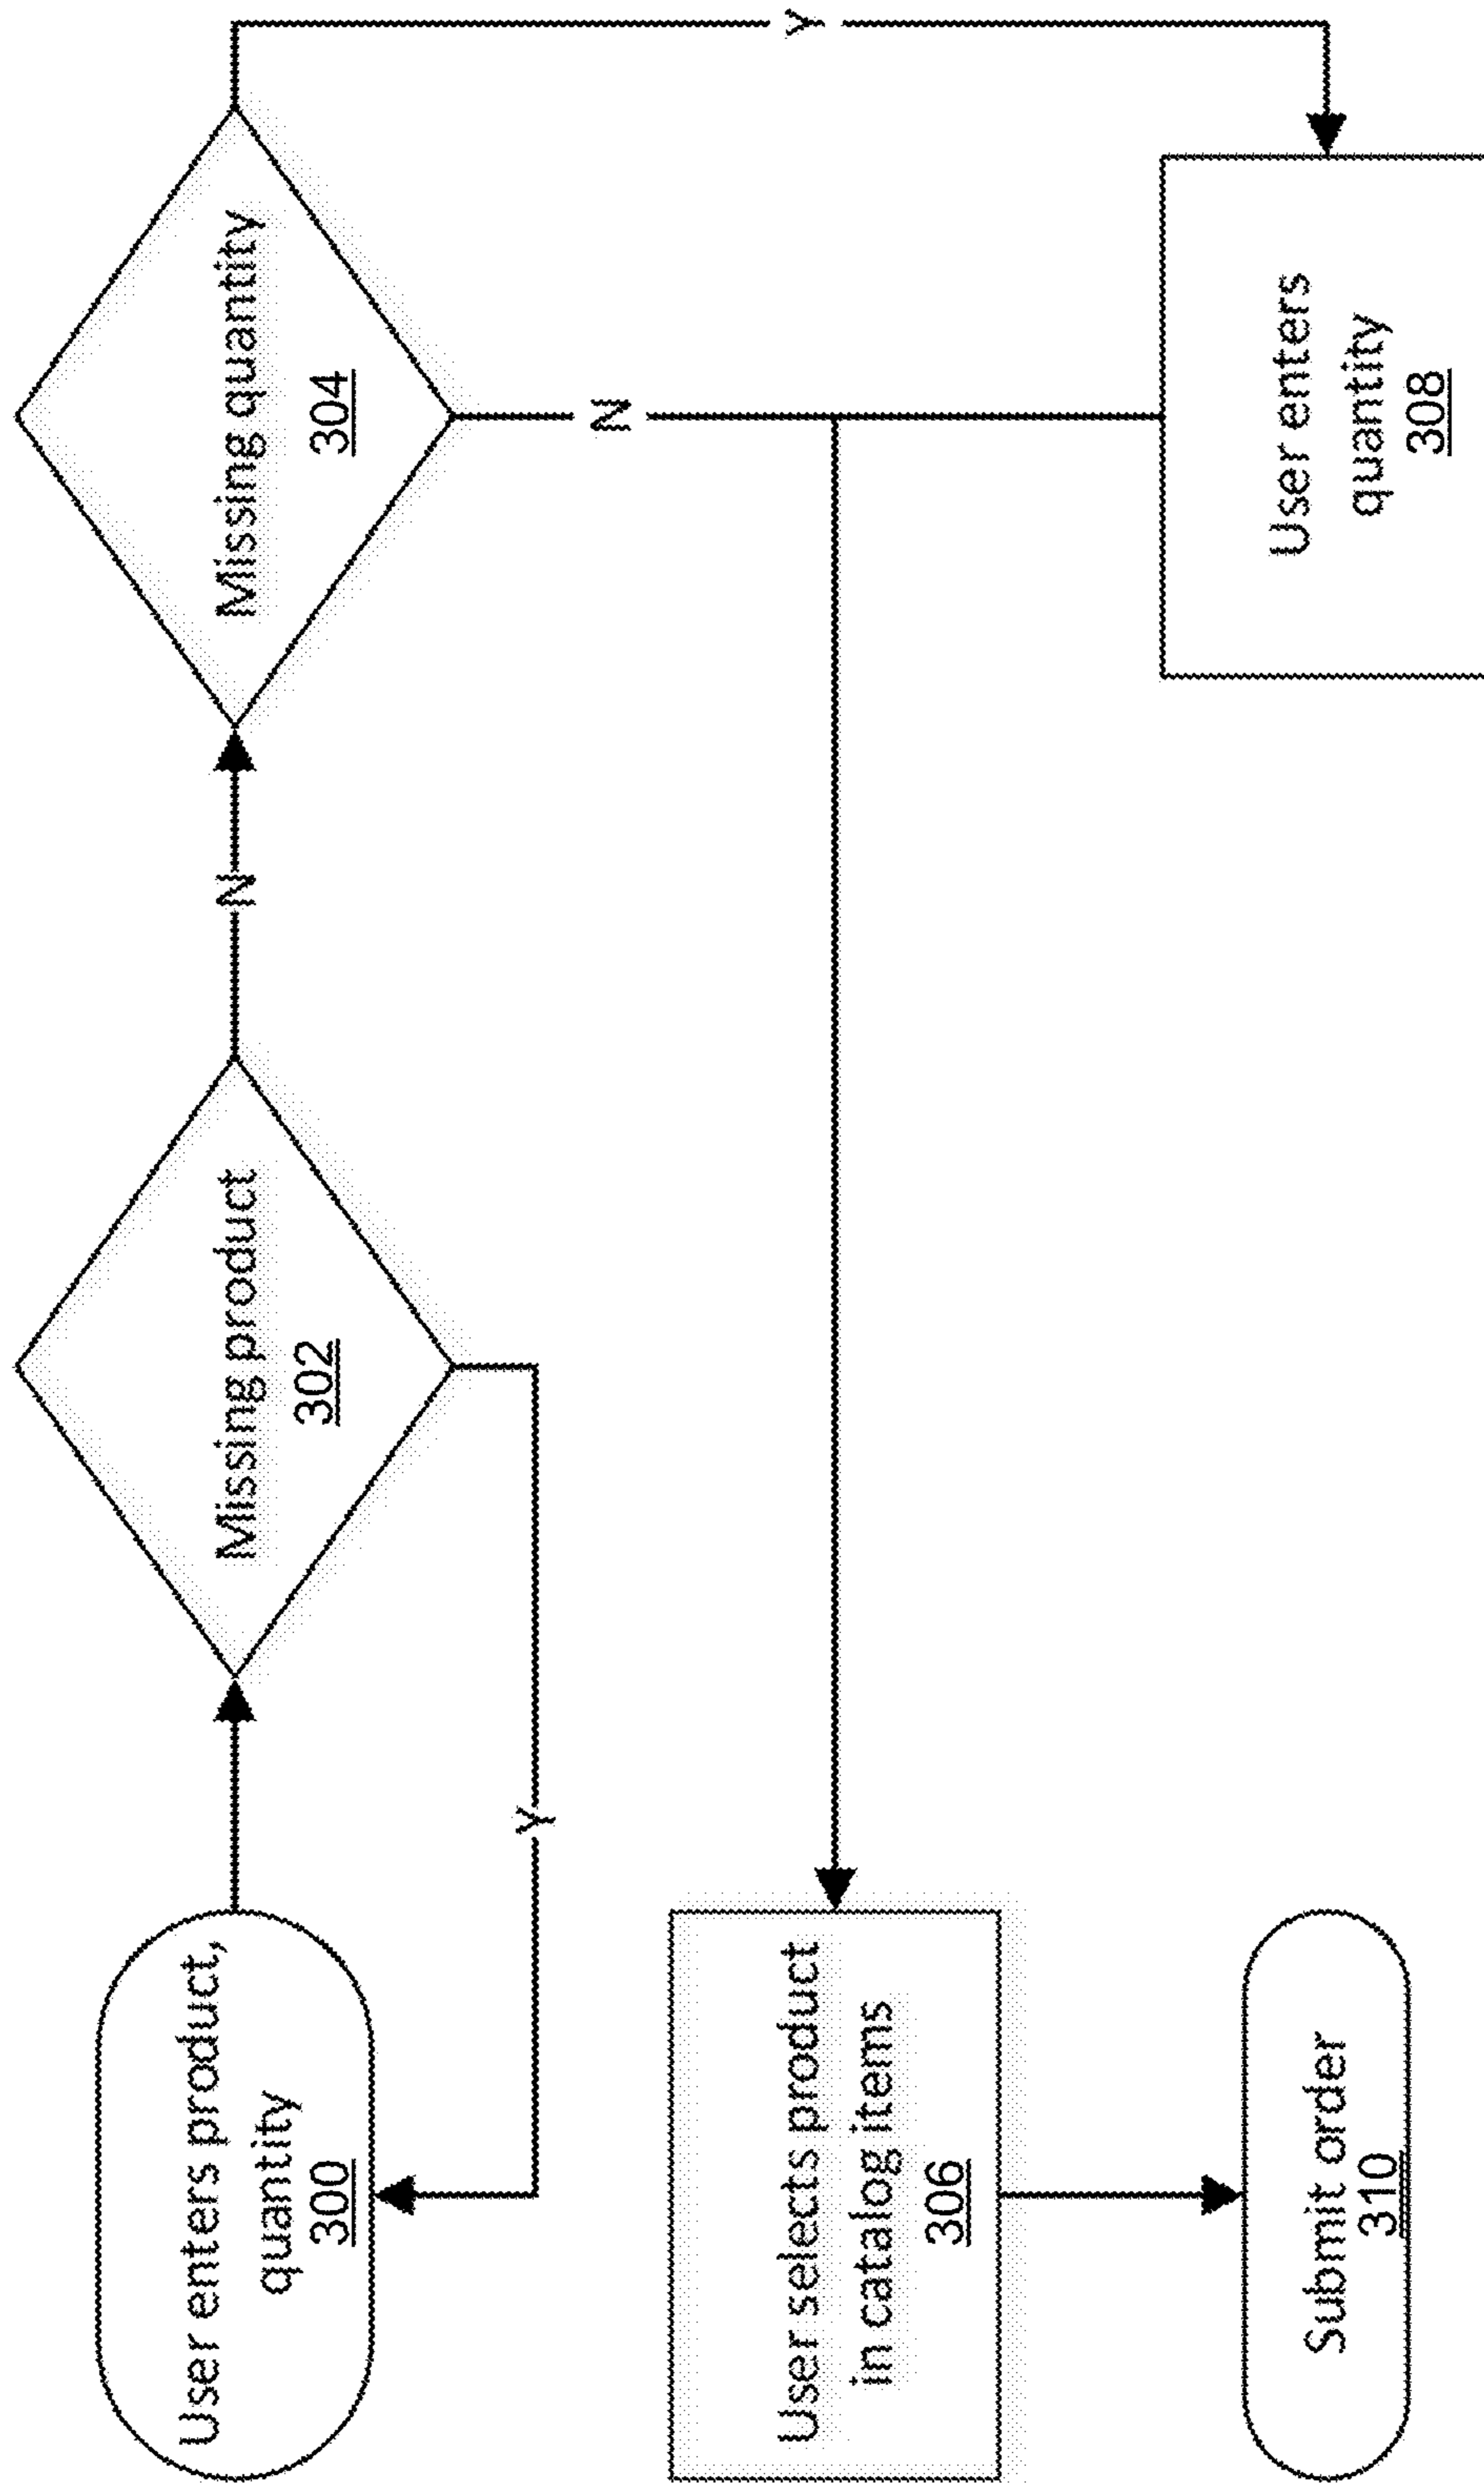 User enters product,
quantity
300
Missing product
302
Y
N
Missing quantity
304
N
Y
User selects product
in catalog items
306
User enters
quantity
308
Submit order
310